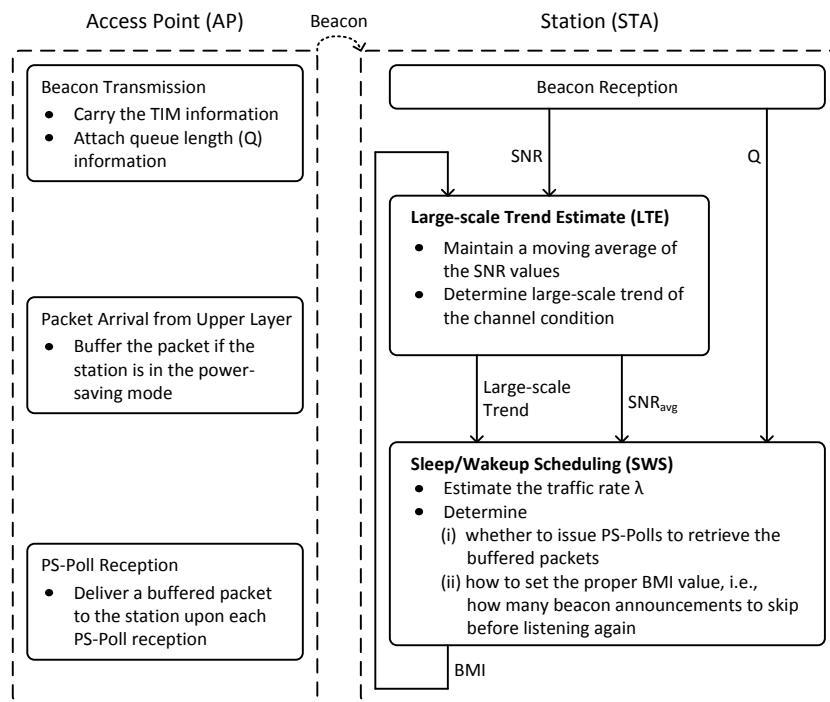 Access Point (AP)
Beacon
Station (STA)
Beacon Transmission
● Carry the TIM information
● Attach queue length (Q)
information
Packet Arrival from Upper Layer
● Buffer the packet if the
station is in the power-
saving mode
PS-Poll Reception
● Deliver a buffered packet
to the station upon each
PS-Poll reception
Beacon Reception
SNR
Q
Large-scale Trend Estimate (LTE)
● Maintain a moving average of
the SNR values
● Determine large-scale trend of
the channel condition
Large-scale
Trend
SNRavg
Sleep/Wakeup Scheduling (SWS)
● Estimate the traffic rate λ
● Determine
(i) whether to issue PS-Polls to retrieve the
buffered packets
(ii) how to set the proper BMI value, i.e.,
how many beacon announcements to skip
before listening again
BMI